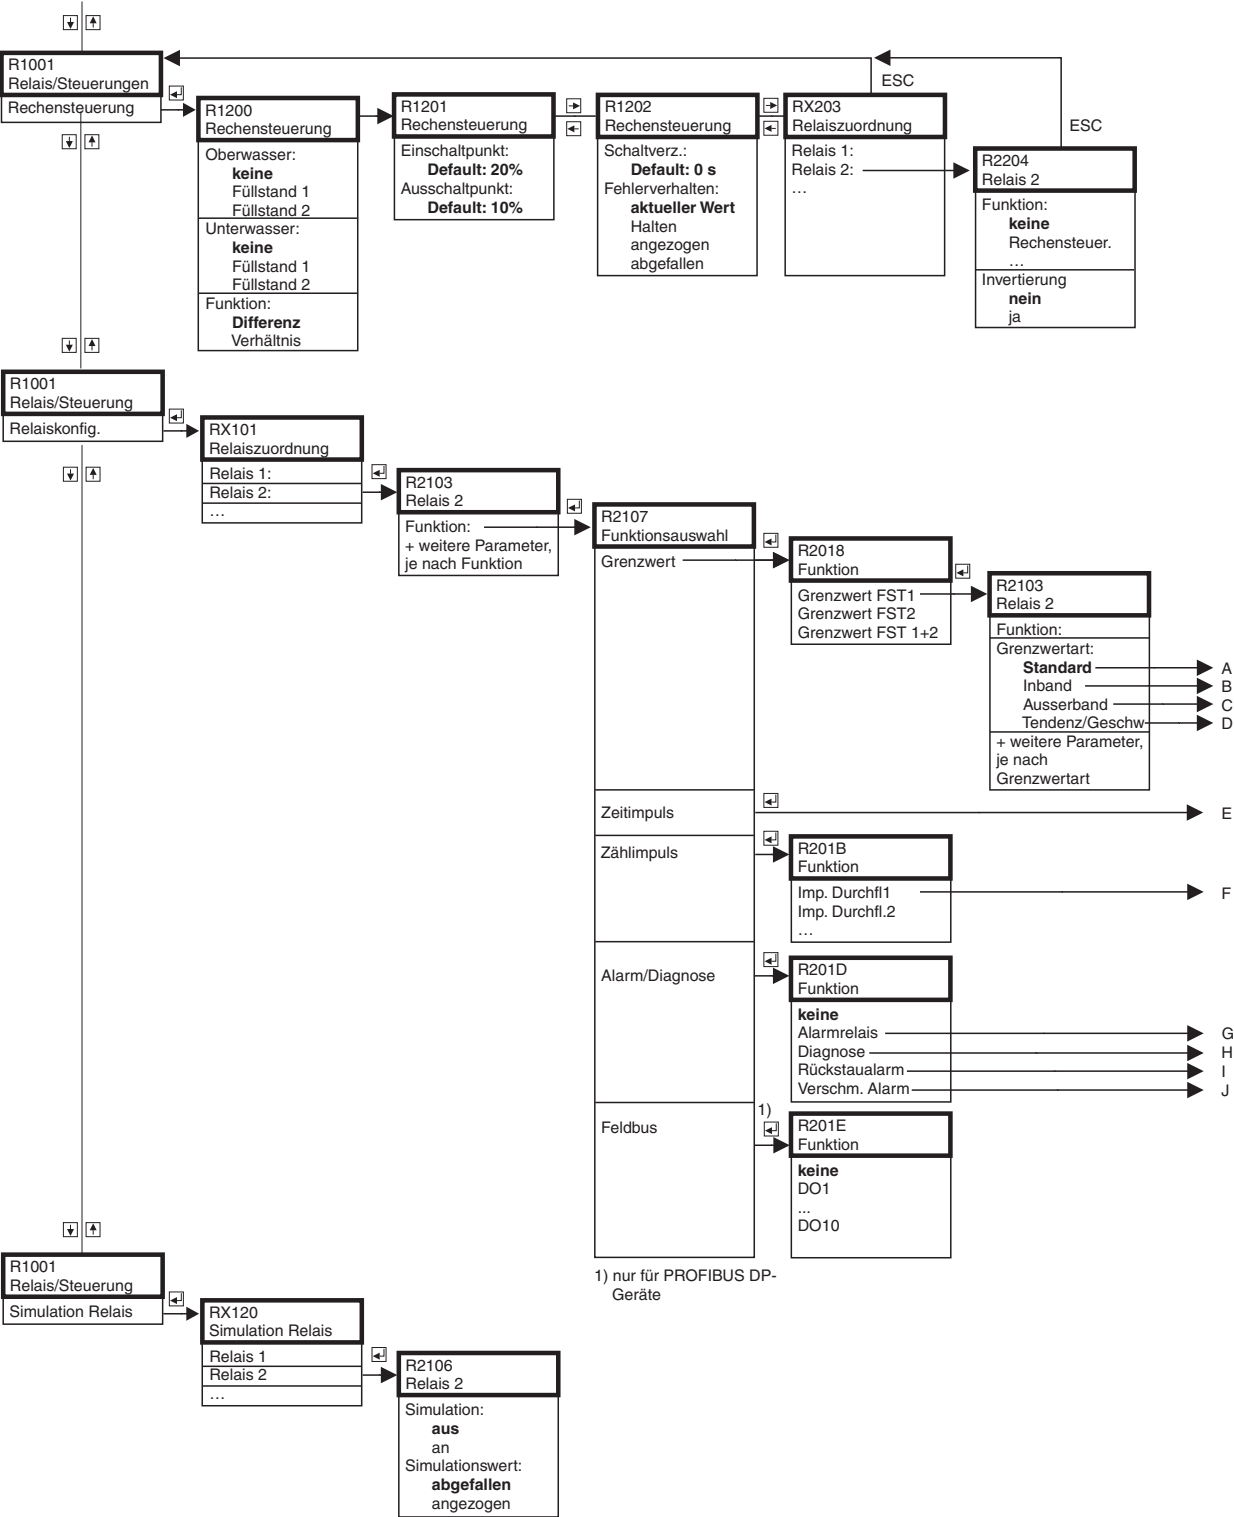 R1001
Relais/Steuerungen
Rechensteuerung
R1200
Rechensteuerung
Oberwasser:
keine
Füllstand 1
Füllstand 2
Unterwasser:
keine
Füllstand 1
Füllstand 2
Funktion:
Differenz
Verhältnis
R1201
Rechensteuerung
Einschaltpunkt:
Default: 20%
Ausschaltpunkt:
Default: 10%
R1202
Rechensteuerung
Schaltverz.:
Default: 0 s
Fehlerverhalten:
aktueller Wert
Halten
angezogen
abgefallen
ESC
RX203
Relaiszuordnung
Relais 1:
Relais 2:
…
ESC
R2204
Relais 2
Funktion:
keine
Rechensteuer.
…
Invertierung
nein
ja
R1001
Relais/Steuerung
Relaiskonfig.
RX101
Relaiszuordnung
Relais 1:
Relais 2:
…
R2103
Relais 2
Funktion:
+ weitere Parameter,
je nach Funktion
R2107
Funktionsauswahl
Grenzwert
R2018
Funktion
Grenzwert FST1
Grenzwert FST2
Grenzwert FST 1+2
R2103
Relais 2
Funktion:
Grenzwertart:
Standard
A
Inband
B
Ausserband
C
Tendenz/Geschw
D
+ weitere Parameter,
je nach
Grenzwertart
Zeitimpuls
E
Zählimpuls
R201B
Funktion
Imp. Durchfl1
F
Imp. Durchfl.2
…
Alarm/Diagnose
R201D
Funktion
keine
Alarmrelais
G
Diagnose
H
Rückstaualarm
I
Verschm. Alarm
J
Feldbus
1)
R201E
Funktion
keine
DO1
...
DO10
1) nur für PROFIBUS DP-
Geräte
R1001
Relais/Steuerung
Simulation Relais
RX120
Simulation Relais
Relais 1
Relais 2
…
R2106
Relais 2
Simulation:
aus
an
Simulationswert:
abgefallen
angezogen